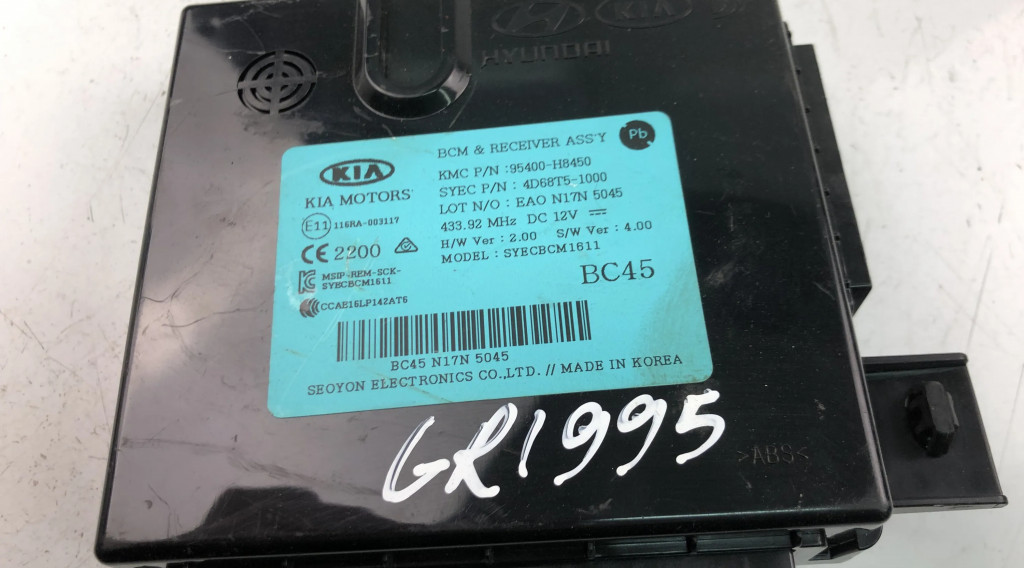 HYUNDAI
KIA
BCM & RECEIVER ASS'Y
Pb
KIA
KMC P/N : 95400-H8450
KIA MOTORS
SYEC P/N : 4D68T5-1000
LOT N/O : EAO N17N 5045
E11 116RA-003117
433.92 MHz DC 12V
CE 2200
H/W Ver : 2.00 S/W Ver : 4.00
MODEL : SYECBCM1611
MSIP-REM-SCK-
SYECBCM1611
BC45
CCAE16LP142AT6
BC45 N17N 5045
SEOYON ELECTRONICS CO.,LTD. // MADE IN KOREA
GR1995
>ABS<